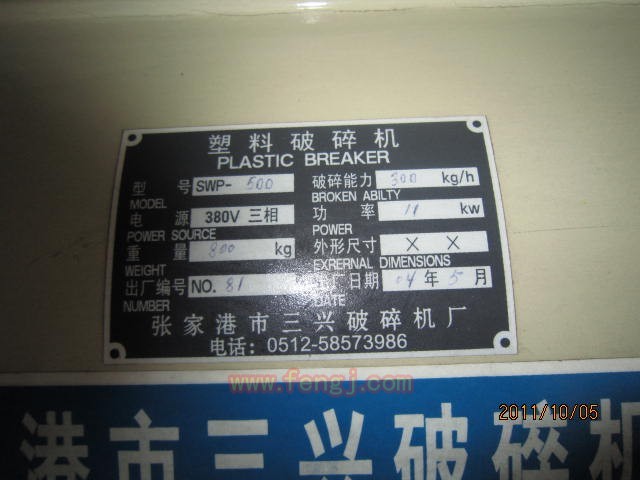 塑料破碎机
PLASTIC BREAKER
型 号 SWP-500 破碎能力 300 kg/h
MODEL BROKEN ABILTY
电 源 380V 三相 功 率 11 kw
POWER SOURCE POWER
重 量 800 kg 外形尺寸 × ×
WEIGHT EXRERNAL DIMENSIONS
出厂编号 NO. 81 出厂日期 04 年 5 月
NUMBER DATE
张家港市三兴破碎机厂
电话: 0512-58573986
www.fengj.com
2011/10/05
港市三兴破碎机